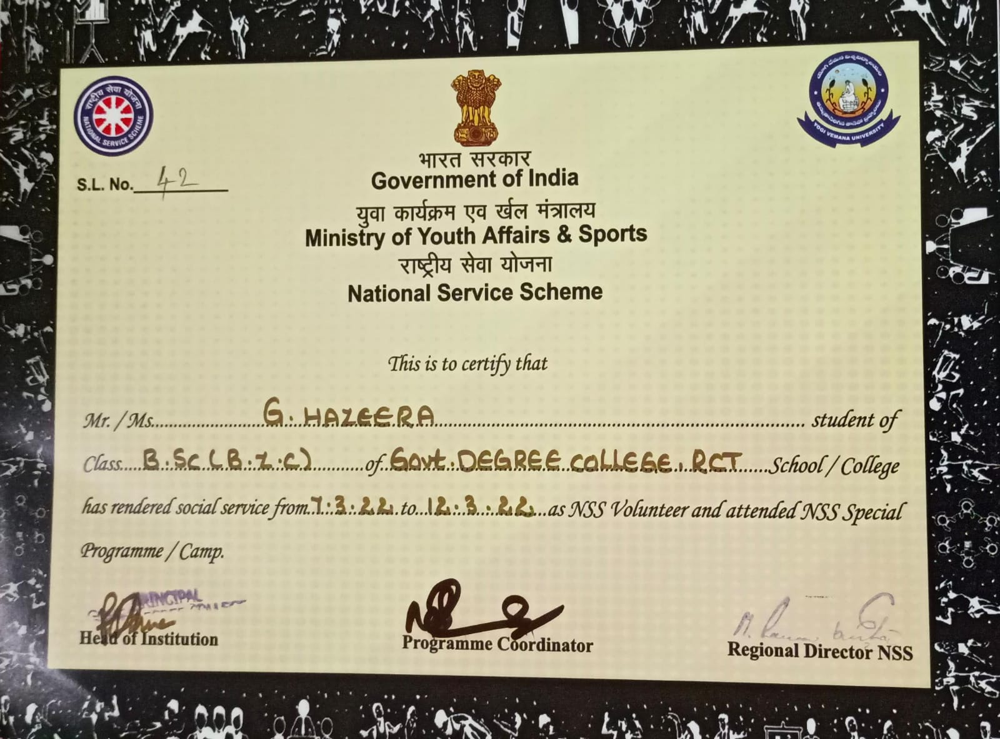 राष्ट्रीय सेवा योजना
NATIONAL SERVICE SCHEME
YOGI VEMANA UNIVERSITY
S.L. No. 42
भारत सरकार
Government of India
युवा कार्यक्रम एव र्खल मंत्रालय
Ministry of Youth Affairs & Sports
राष्ट्रीय सेवा योजना
National Service Scheme
This is to certify that
Mr. / Ms. G. HAZEERA student of
Class B.Sc (B.Z.C) of Govt. DEGREE COLLEGE, RCT School / College
has rendered social service from 7.3.22 to 12.3.22 as NSS Volunteer and attended NSS Special
Programme / Camp.
PRINCIPAL
Head of Institution
Programme Coordinator
Regional Director NSS